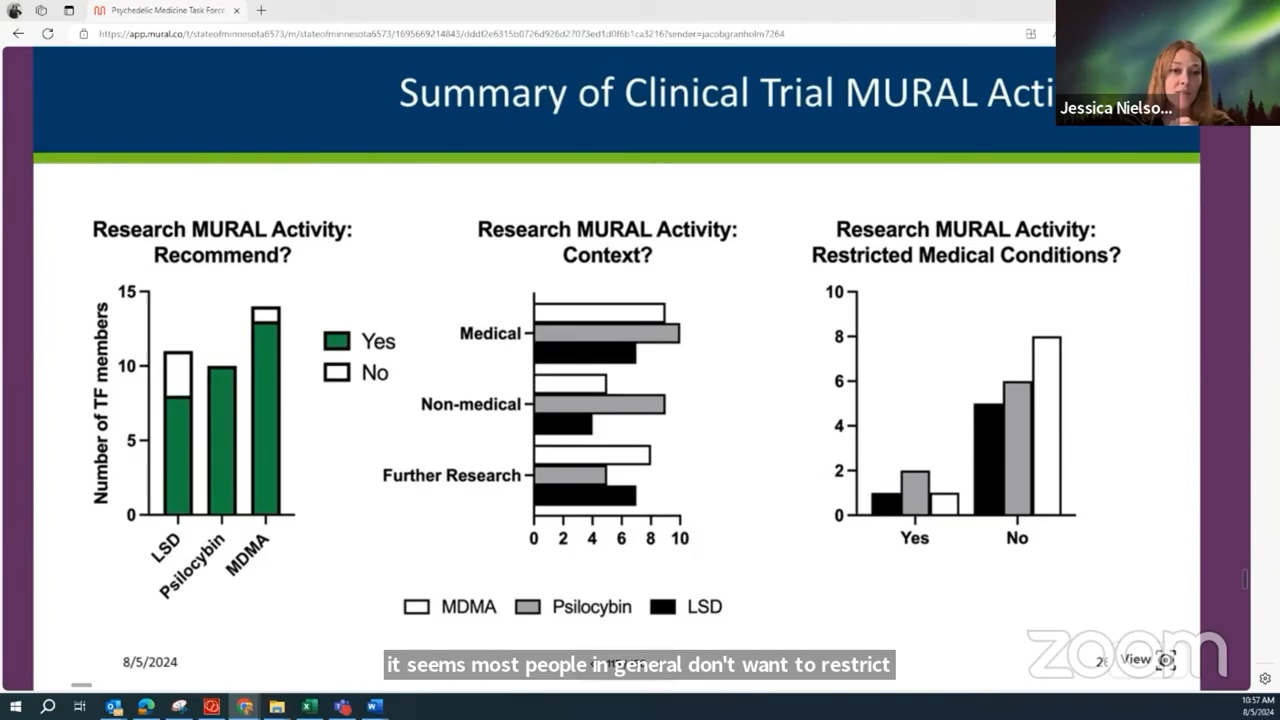 Psychedelic Medicine Task Force
https://app.mural.co/t/stateofminnesota6573/m/stateofminnesota6573/1695669214843/dddf2e6315b0726d926d27073ed1d0f6b1ca3216?sender=jacobgranholm7264
Summary of Clinical Trial MURAL Acti
Jessica Nielso...
Research MURAL Activity:
Recommend?
15
10
5
0
Number of TF members
LSD
Psilocybin
MDMA
Yes
No
Research MURAL Activity:
Context?
Medical
Non-medical
Further Research
0 2 4 6 8 10
MDMA Psilocybin LSD
Research MURAL Activity:
Restricted Medical Conditions?
10
8
6
4
2
0
Yes No
8/5/2024
it seems most people in general don't want to restrict
zoom
View
10:57 AM
8/5/2024